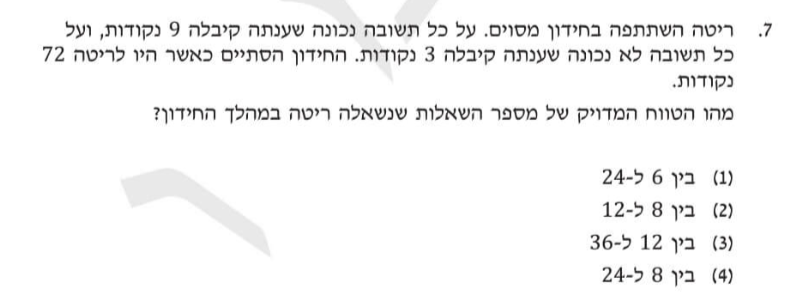 7. ריטה השתתפה בחידון מסוים. על כל תשובה נכונה שענתה קיבלה 9 נקודות, ועל
כל תשובה לא נכונה שענתה קיבלה 3 נקודות. החידון הסתיים כאשר היו לריטה 72
נקודות.
מהו הטווח המדויק של מספר השאלות שנשאלה ריטה במהלך החידון?
(1) בין 6 ל-24
(2) בין 8 ל-12
(3) בין 12 ל-36
(4) בין 8 ל-24